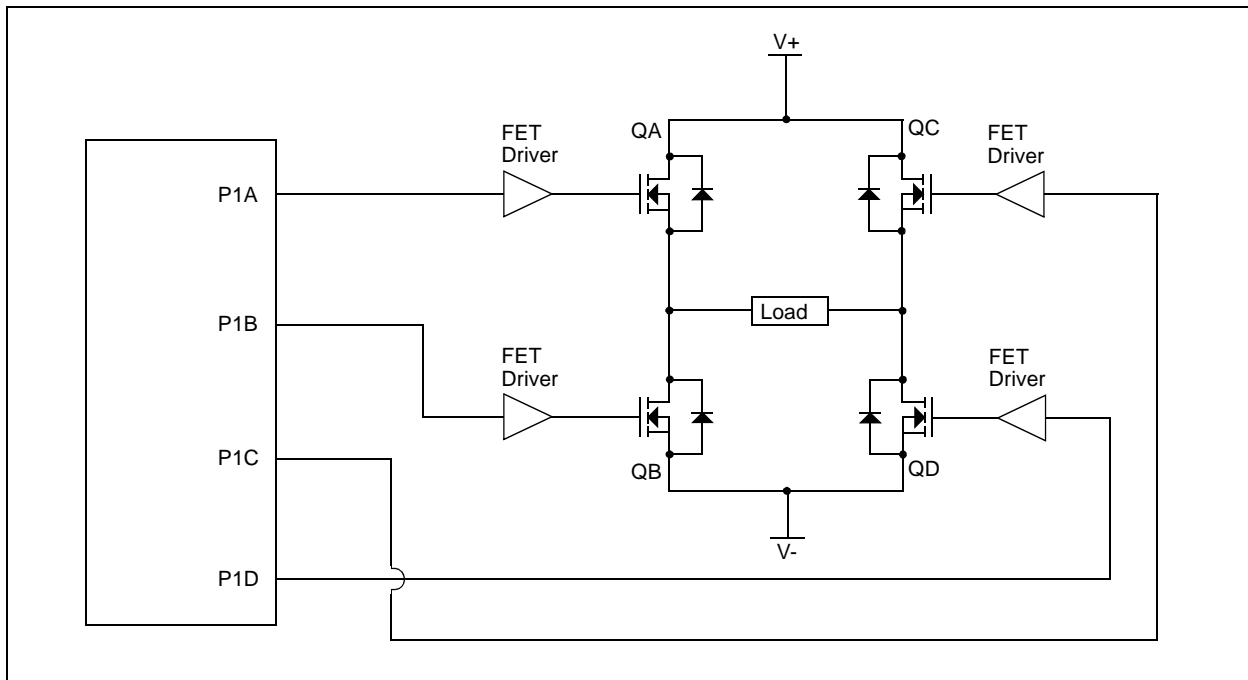 V+
FET
Driver
QA
QC
FET
Driver
P1A
P1B
Load
FET
Driver
FET
Driver
P1C
QB
QD
V-
P1D